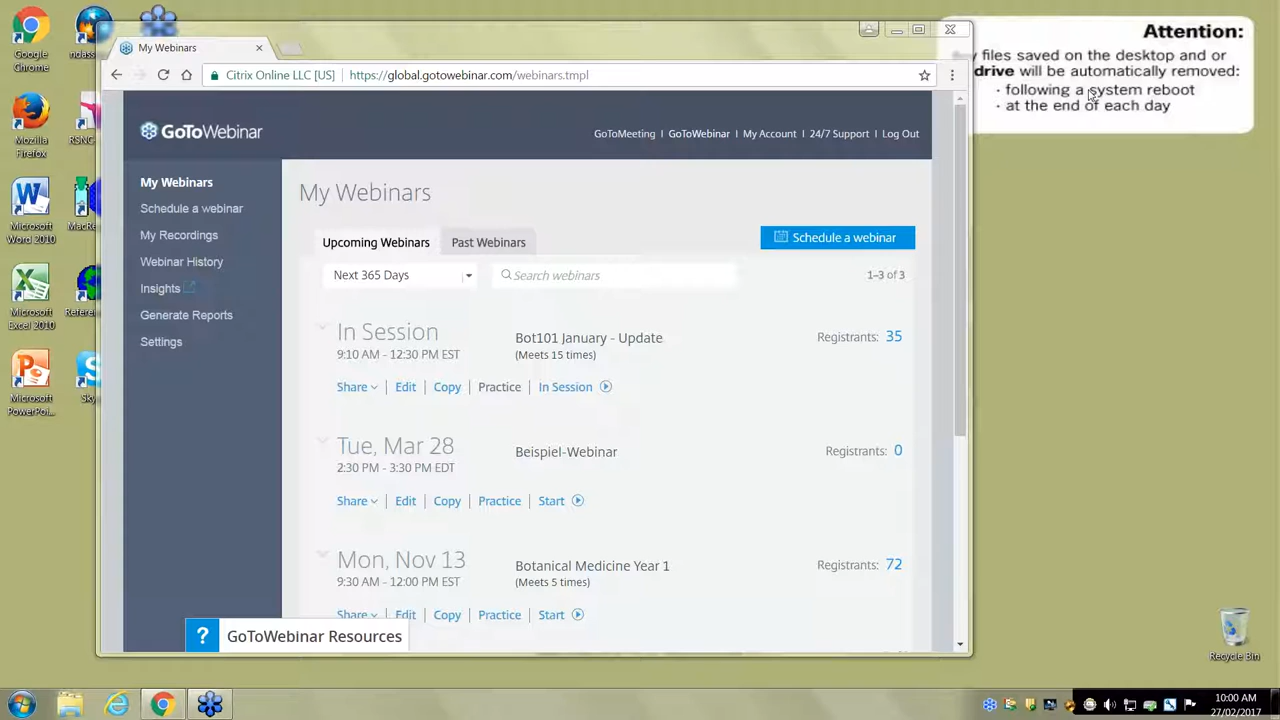 Google
Chrome
ndass
Mozilla
Firefox
RSNC
Microsoft
Word 2010
MacRe
Microsoft
Excel 2010
Refere
Microsoft
PowerPoi...
Sky
My Webinars
Citrix Online LLC [US] https://global.gotowebinar.com/webinars.tmpl
GoToWebinar
GoToMeeting | GoToWebinar | My Account | 24/7 Support | Log Out
My Webinars
Schedule a webinar
My Recordings
Webinar History
Insights
Generate Reports
Settings
My Webinars
Upcoming Webinars Past Webinars
Schedule a webinar
Next 365 Days Search webinars 1–3 of 3
In Session Bot101 January - Update Registrants: 35
9:10 AM - 12:30 PM EST (Meets 15 times)
Share | Edit | Copy | Practice | In Session
Tue, Mar 28 Beispiel-Webinar Registrants: 0
2:30 PM - 3:30 PM EDT
Share | Edit | Copy | Practice | Start
Mon, Nov 13 Botanical Medicine Year 1 Registrants: 72
9:30 AM - 12:00 PM EST (Meets 5 times)
Share | Edit | Copy | Practice | Start
? GoToWebinar Resources
Attention:
files saved on the desktop and or
drive will be automatically removed:
· following a system reboot
· at the end of each day
Recycle Bin
10:00 AM
27/02/2017